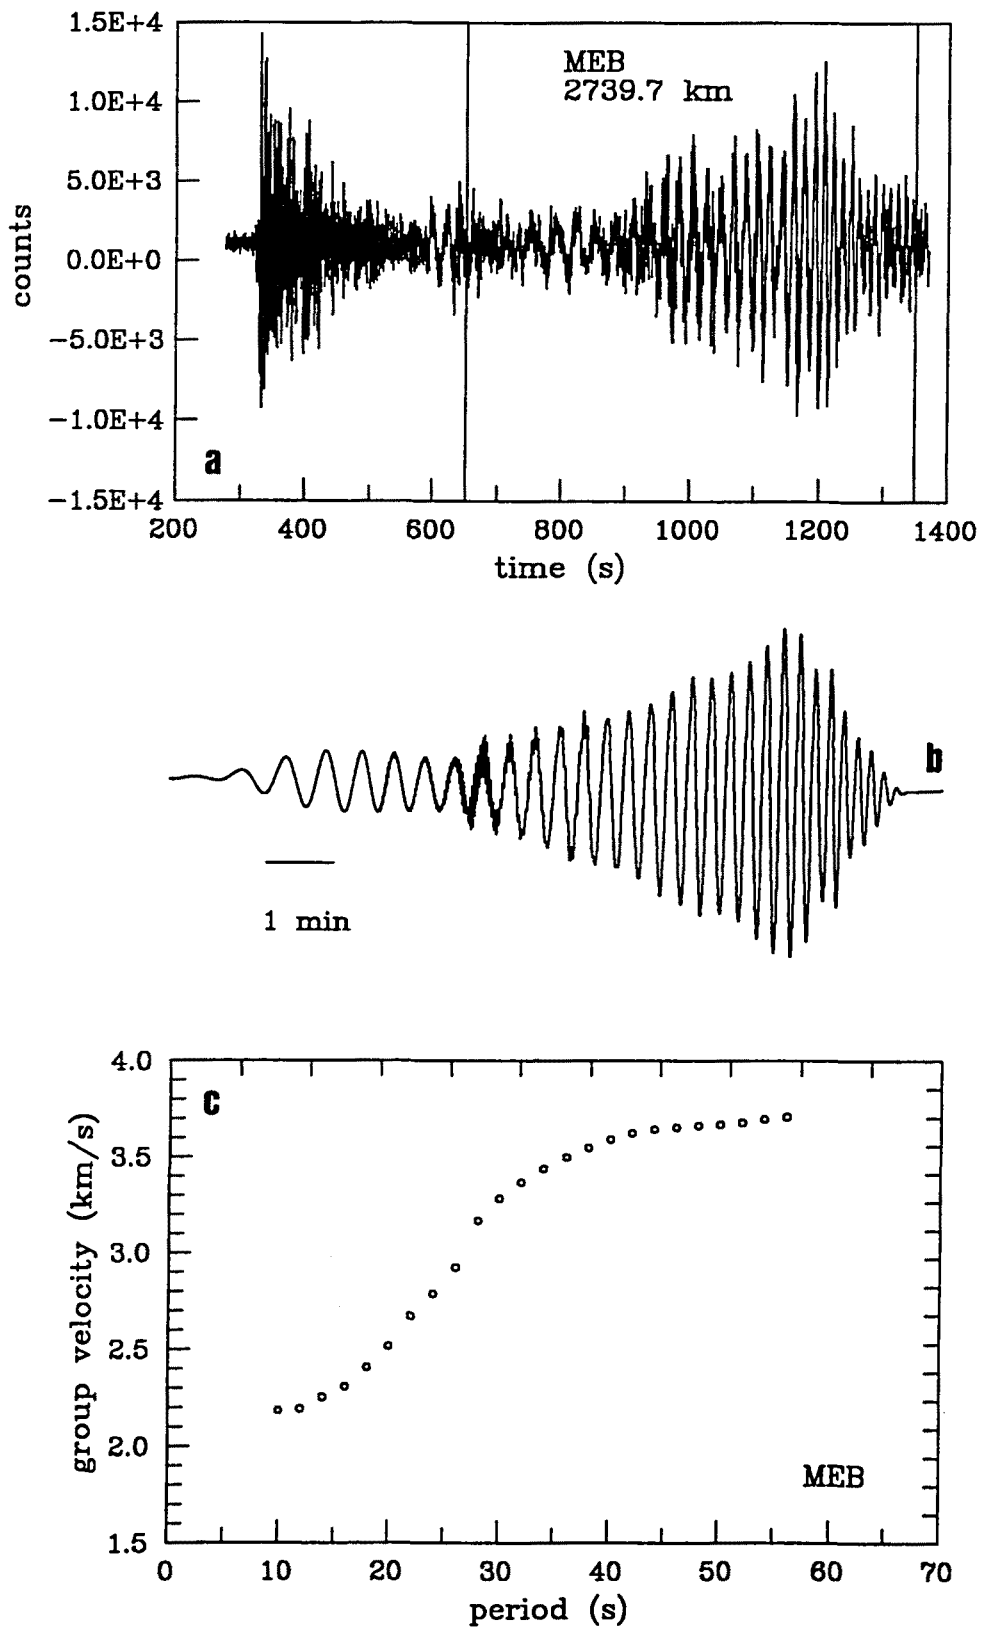 1.5E+4
1.0E+4
5.0E+3
0.0E+0
−5.0E+3
−1.0E+4
−1.5E+4
counts
MEB
2739.7 km
a
200 400 600 800 1000 1200 1400
time (s)
b
1 min
4.0
3.5
3.0
2.5
2.0
1.5
group velocity (km/s)
c
MEB
0 10 20 30 40 50 60 70
period (s)